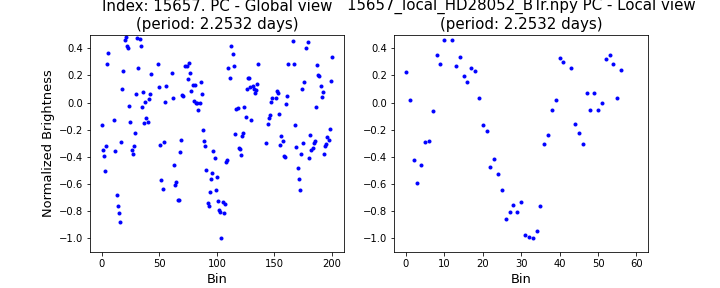 Index: 15657. PC - Global view
(period: 2.2532 days)
15657_local_HD28052_BTr.npy PC - Local view
(period: 2.2532 days)
Normalized Brightness
0.4
0.2
0.0
−0.2
−0.4
−0.6
−0.8
−1.0
0 50 100 150 200
Bin
0.4
0.2
0.0
−0.2
−0.4
−0.6
−0.8
−1.0
0 10 20 30 40 50 60
Bin